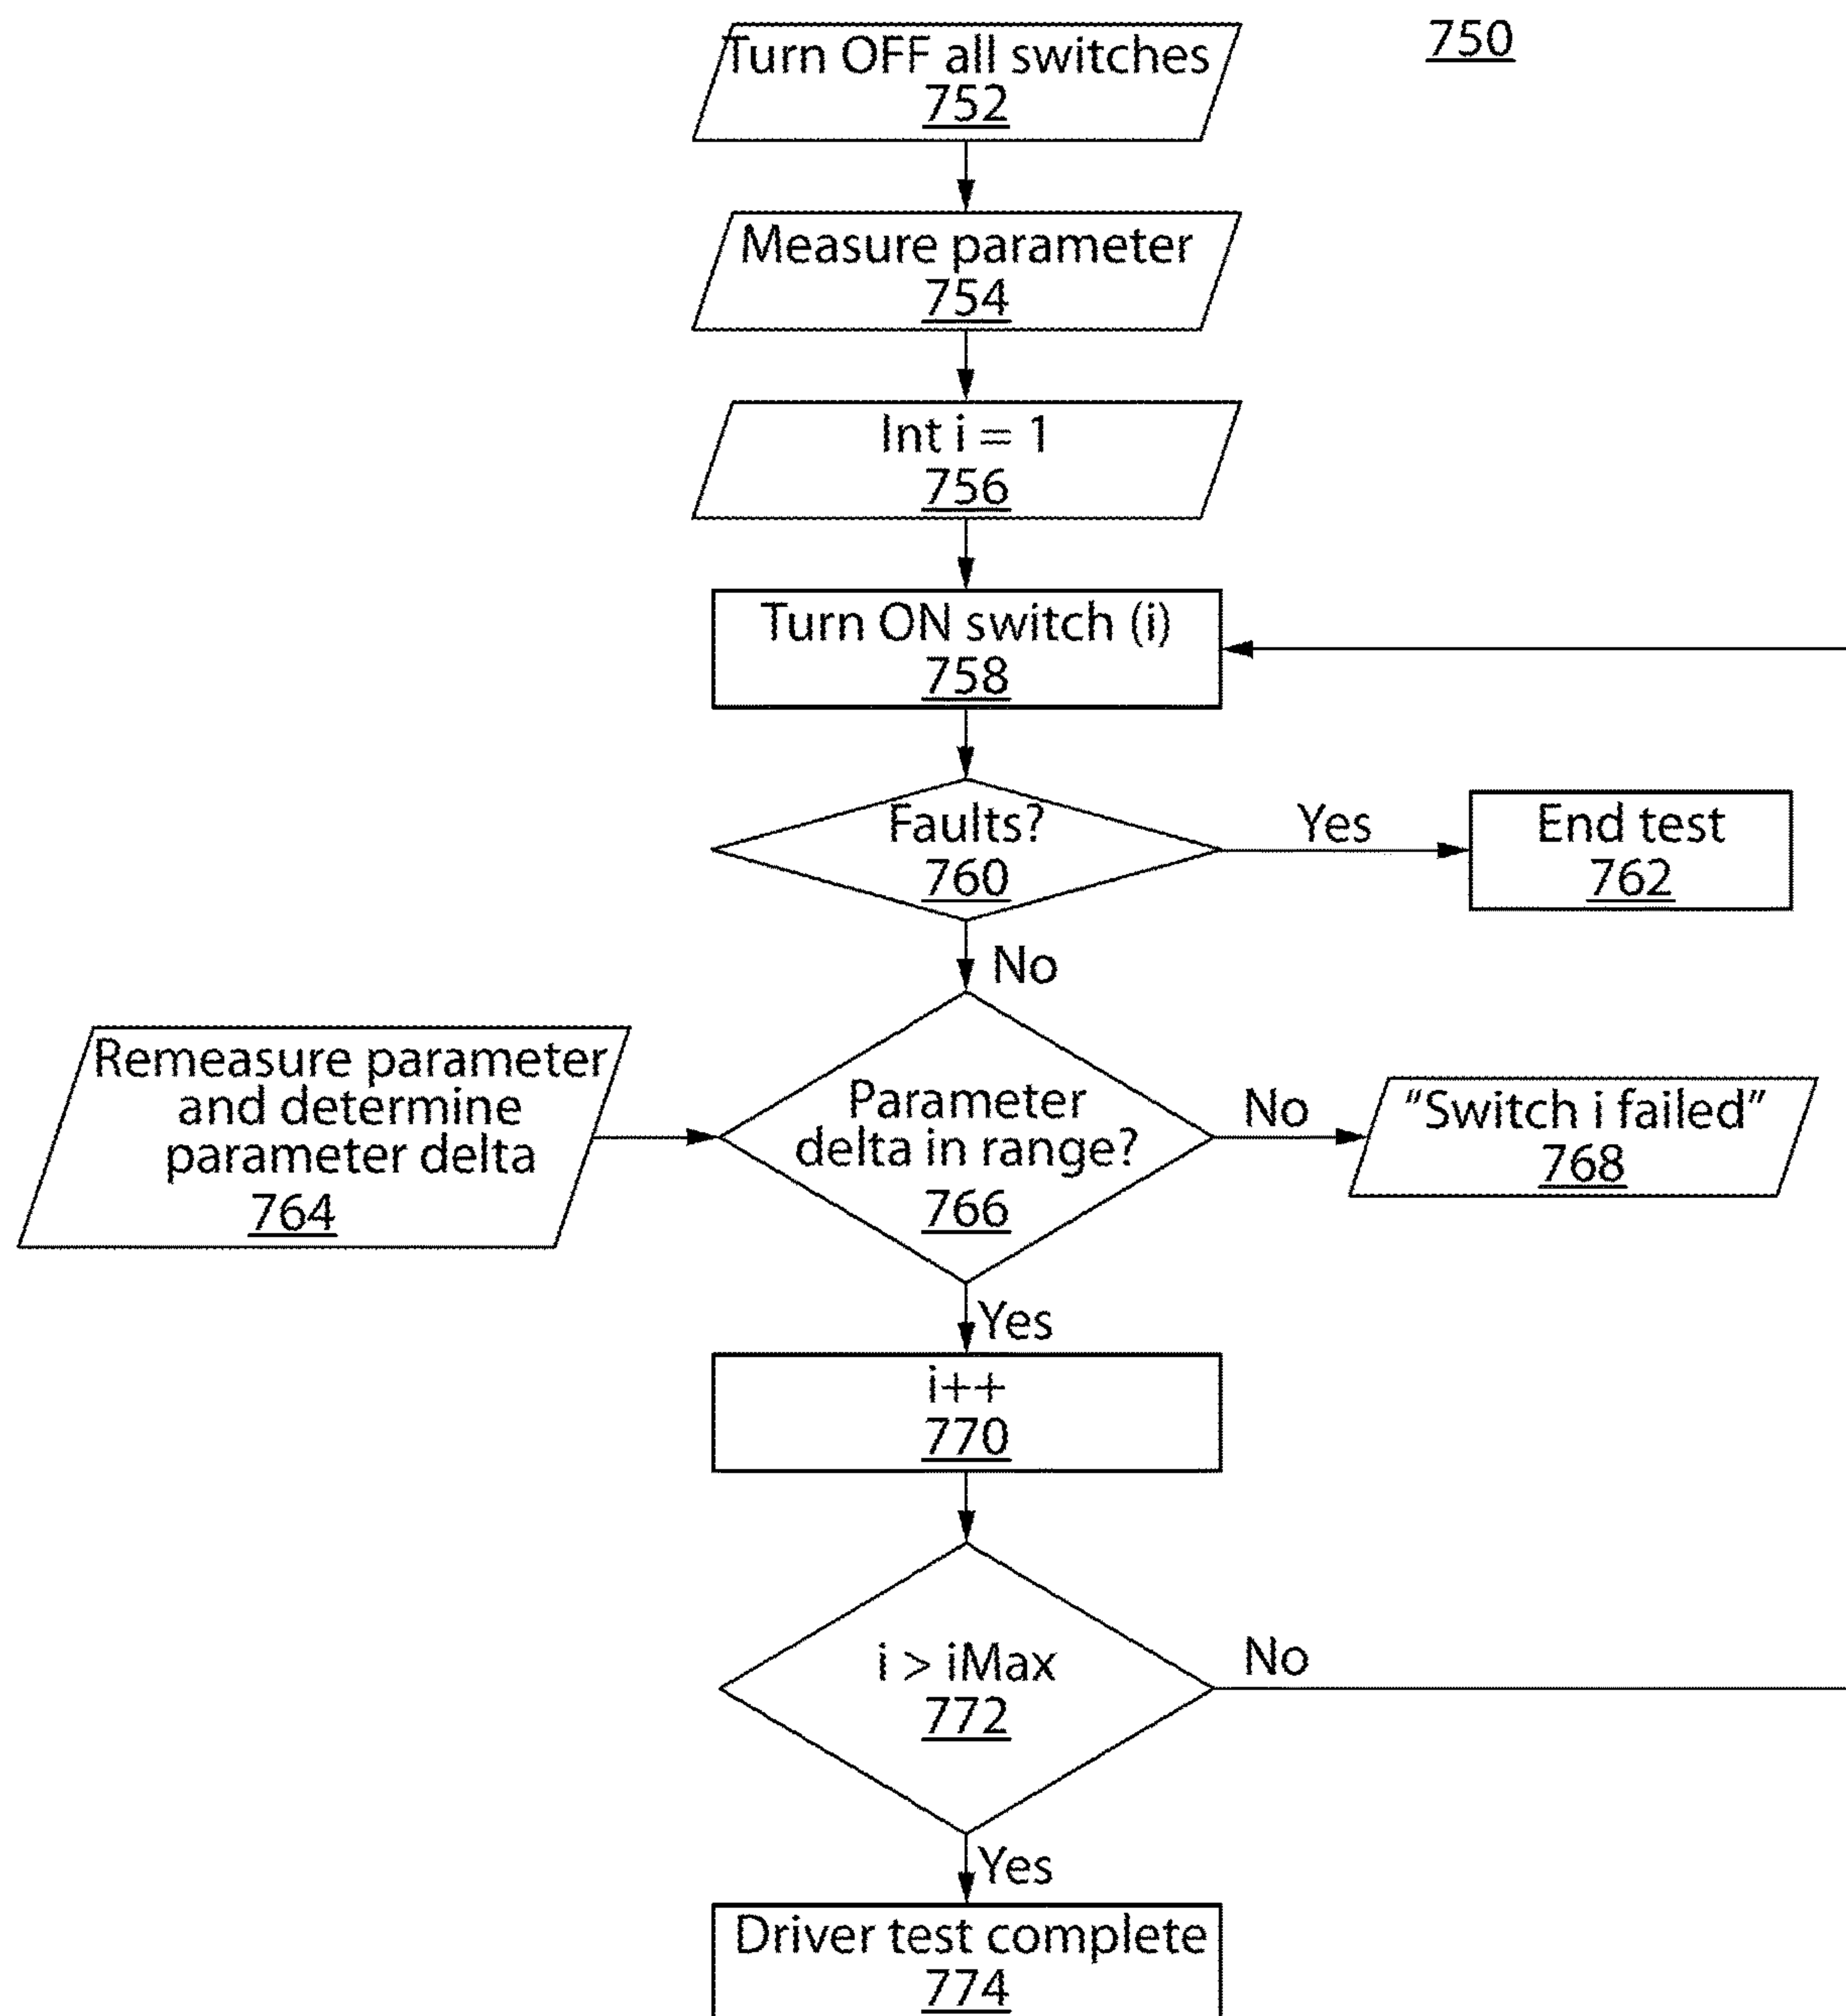 750
Turn OFF all switches
752
Measure parameter
754
Int i = 1
756
Turn ON switch (i)
758
Faults?
760
Yes
End test
762
No
Remeasure parameter
and determine
parameter delta
764
Parameter
delta in range?
766
No
"Switch i failed"
768
Yes
i++
770
i > iMax
772
No
Yes
Driver test complete
774